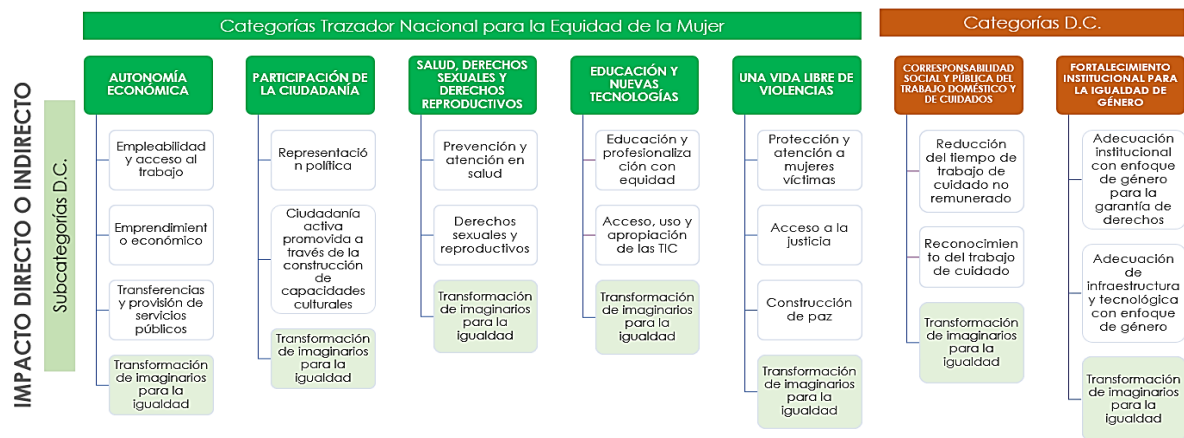 IMPACTO DIRECTO O INDIRECTO
Subcategorías D.C.
Categorías Trazador Nacional para la Equidad de la Mujer
Categorías D.C.
AUTONOMÍA
ECONÓMICA
Empleabilidad
y acceso al
trabajo
Emprendimient
o económico
Transferencias
y provisión de
servicios
públicos
Transformación
de imaginarios
para la
igualdad
PARTICIPACIÓN DE
LA CIUDADANÍA
Representació
n política
Ciudadanía
activa
promovida a
través de la
construcción
de
capacidades
culturales
Transformación
de imaginarios
para la
igualdad
SALUD, DERECHOS
SEXUALES Y
DERECHOS
REPRODUCTIVOS
Prevención y
atención en
salud
Derechos
sexuales y
reproductivos
Transformación
de imaginarios
para la
igualdad
EDUCACIÓN Y
NUEVAS
TECNOLOGÍAS
Educación y
profesionaliza
ción con
equidad
Acceso, uso y
apropiación
de las TIC
Transformación
de imaginarios
para la
igualdad
UNA VIDA LIBRE DE
VIOLENCIAS
Protección y
atención a
mujeres
víctimas
Acceso a la
justicia
Construcción
de paz
Transformación
de imaginarios
para la
igualdad
CORRESPONSABILIDAD
SOCIAL Y PÚBLICA DEL
TRABAJO DOMÉSTICO Y
DE CUIDADOS
Reducción
del tiempo de
trabajo de
cuidado no
remunerado
Reconocimien
to del trabajo
de cuidado
Transformación
de imaginarios
para la
igualdad
FORTALECIMIENTO
INSTITUCIONAL PARA
LA IGUALDAD DE
GÉNERO
Adecuación
institucional
con enfoque
de género
para la
garantía de
derechos
Adecuación
de
infraestructura
y tecnológica
con enfoque
de género
Transformación
de imaginarios
para la
igualdad